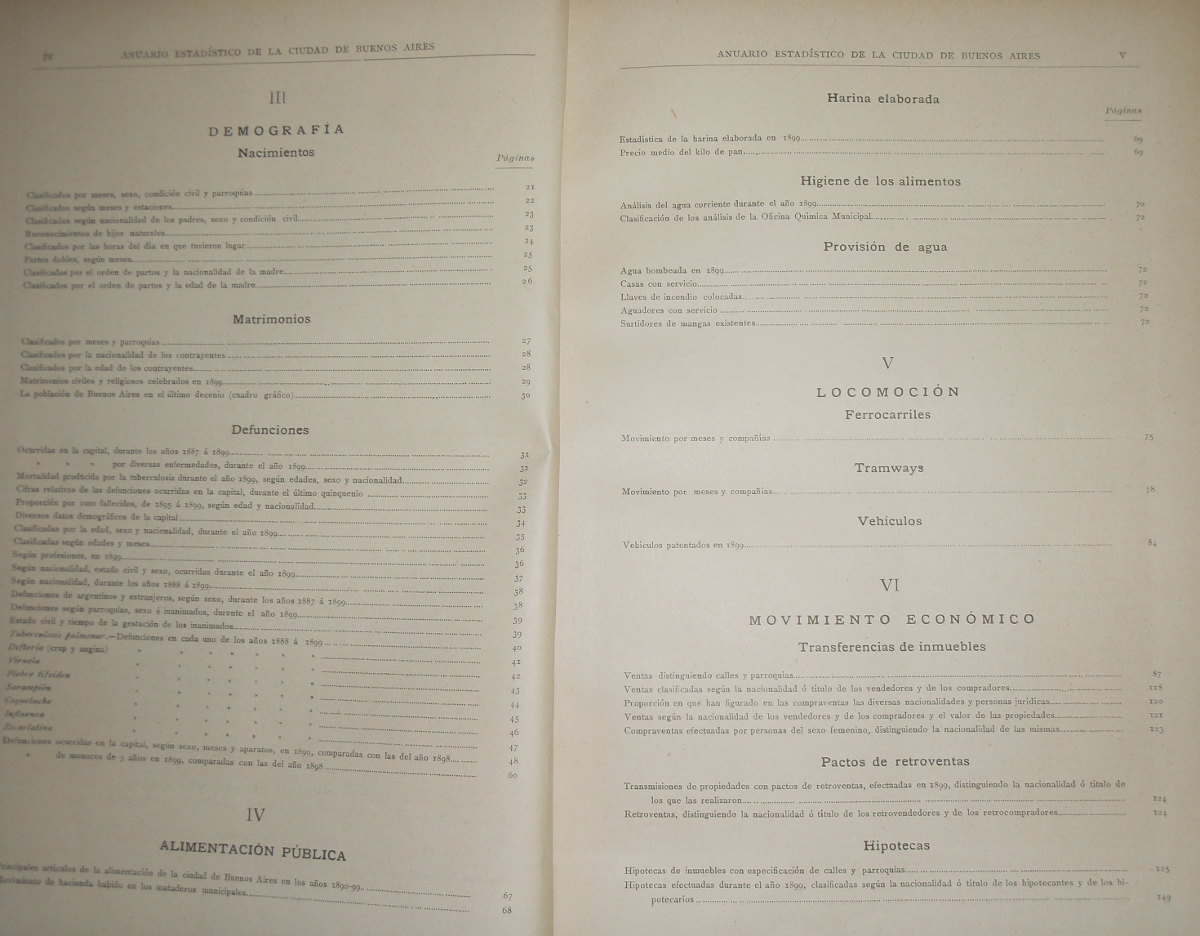 IV
ANUARIO ESTADÍSTICO DE LA CIUDAD DE BUENOS AIRES
III
DEMOGRAFÍA
Nacimientos
Páginas
Clasificados por meses, sexo, condición civil y parroquias 21
Clasificados según meses y estaciones 22
Clasificados según nacionalidad de los padres, sexo y condición civil 23
Reconocimientos de hijos naturales 23
Clasificados por las horas del día en que tuvieren lugar 24
Partos dobles, según meses 25
Clasificados por el orden de partos y la nacionalidad de la madre 25
Clasificados por el orden de partos y la edad de la madre 26
Matrimonios
Clasificados por meses y parroquias 27
Clasificados por la nacionalidad de los contrayentes 28
Clasificados por la edad de los contrayentes 28
Matrimonios civiles y religiosos celebrados en 1899 29
La población de Buenos Aires en el último decenio (cuadro gráfico) 30
Defunciones
Ocurridas en la capital, durante los años 1887 á 1899 31
» » » por diversas enfermedades, durante el año 1899 32
Mortalidad producida por la tuberculosis durante el año 1899, según edades, sexo y nacionalidad 32
Cifras relativas de las defunciones ocurridas en la capital, durante el último quinquenio 33
Proporción por 1000 fallecidos, de 1895 á 1899, según edad y nacionalidad 33
Diversos datos demográficos de la capital 34
Clasificadas por la edad, sexo y nacionalidad, durante el año 1899 35
Clasificadas según edades y meses 36
Según profesiones, en 1899 36
Según nacionalidad, estado civil y sexo, ocurridas durante el año 1899 37
Según nacionalidad, durante los años 1888 á 1899 38
Defunciones de argentinos y extranjeros, según sexo, durante los años 1887 á 1899 38
Defunciones según parroquias, sexo é inanimados, durante el año 1899 39
Estado civil y tiempo de la gestación de los inanimados 39
Tuberculosis pulmonar.—Defunciones en cada uno de los años 1888 á 1899 40
Difteria (crup y angina) » » » » » » 41
Viruela » » » » » » 42
Fiebre tifoidea » » » » » » 43
Sarampión » » » » » » 44
Coqueluche » » » » » » 45
Influenza » » » » » » 46
Escarlatina » » » » » » 47
Defunciones ocurridas en la capital, según sexo, meses y aparatos, en 1899, comparadas con las del año 1898 48
» de menores de 5 años en 1899, comparadas con las del año 1898 60
IV
ALIMENTACIÓN PÚBLICA
Principales artículos de la alimentación de la ciudad de Buenos Aires en los años 1890-99 67
Movimiento de hacienda habido en los mataderos municipales 68
ANUARIO ESTADÍSTICO DE LA CIUDAD DE BUENOS AIRES
V
Harina elaborada
Páginas
Estadística de la harina elaborada en 1899 69
Precio medio del kilo de pan 69
Higiene de los alimentos
Análisis del agua corriente durante el año 1899 70
Clasificación de los análisis de la Oficina Química Municipal 72
Provisión de agua
Agua bombeada en 1899 72
Casas con servicio 72
Llaves de incendio colocadas 72
Aguadores con servicio 72
Surtidores de mangas existentes 72
V
LOCOMOCIÓN
Ferrocarriles
Movimiento por meses y compañias 75
Tramways
Movimiento por meses y compañias 78
Vehículos
Vehículos patentados en 1899 84
VI
MOVIMIENTO ECONÓMICO
Transferencias de inmuebles
Ventas distinguiendo calles y parroquias 87
Ventas clasificadas según la nacionalidad ó título de los vendedores y de los compradores 118
Proporción en que han figurado en las compraventas las diversas nacionalidades y personas jurídicas 120
Ventas según la nacionalidad de los vendedores y de los compradores y el valor de las propiedades 121
Compraventas efectuadas por personas del sexo femenino, distinguiendo la nacionalidad de las mismas 123
Pactos de retroventas
Transmisiones de propiedades con pactos de retroventas, efectuadas en 1899, distinguiendo la nacionalidad ó título de
los que las realizaron 124
Retroventas, distinguiendo la nacionalidad ó título de los retrovendedores y de los retrocompradores 124
Hipotecas
Hipotecas de inmuebles con especificación de calles y parroquias 125
Hipotecas efectuadas durante el año 1899, clasificadas según la nacionalidad ó título de los hipotecantes y de los hi-
potecarios 149